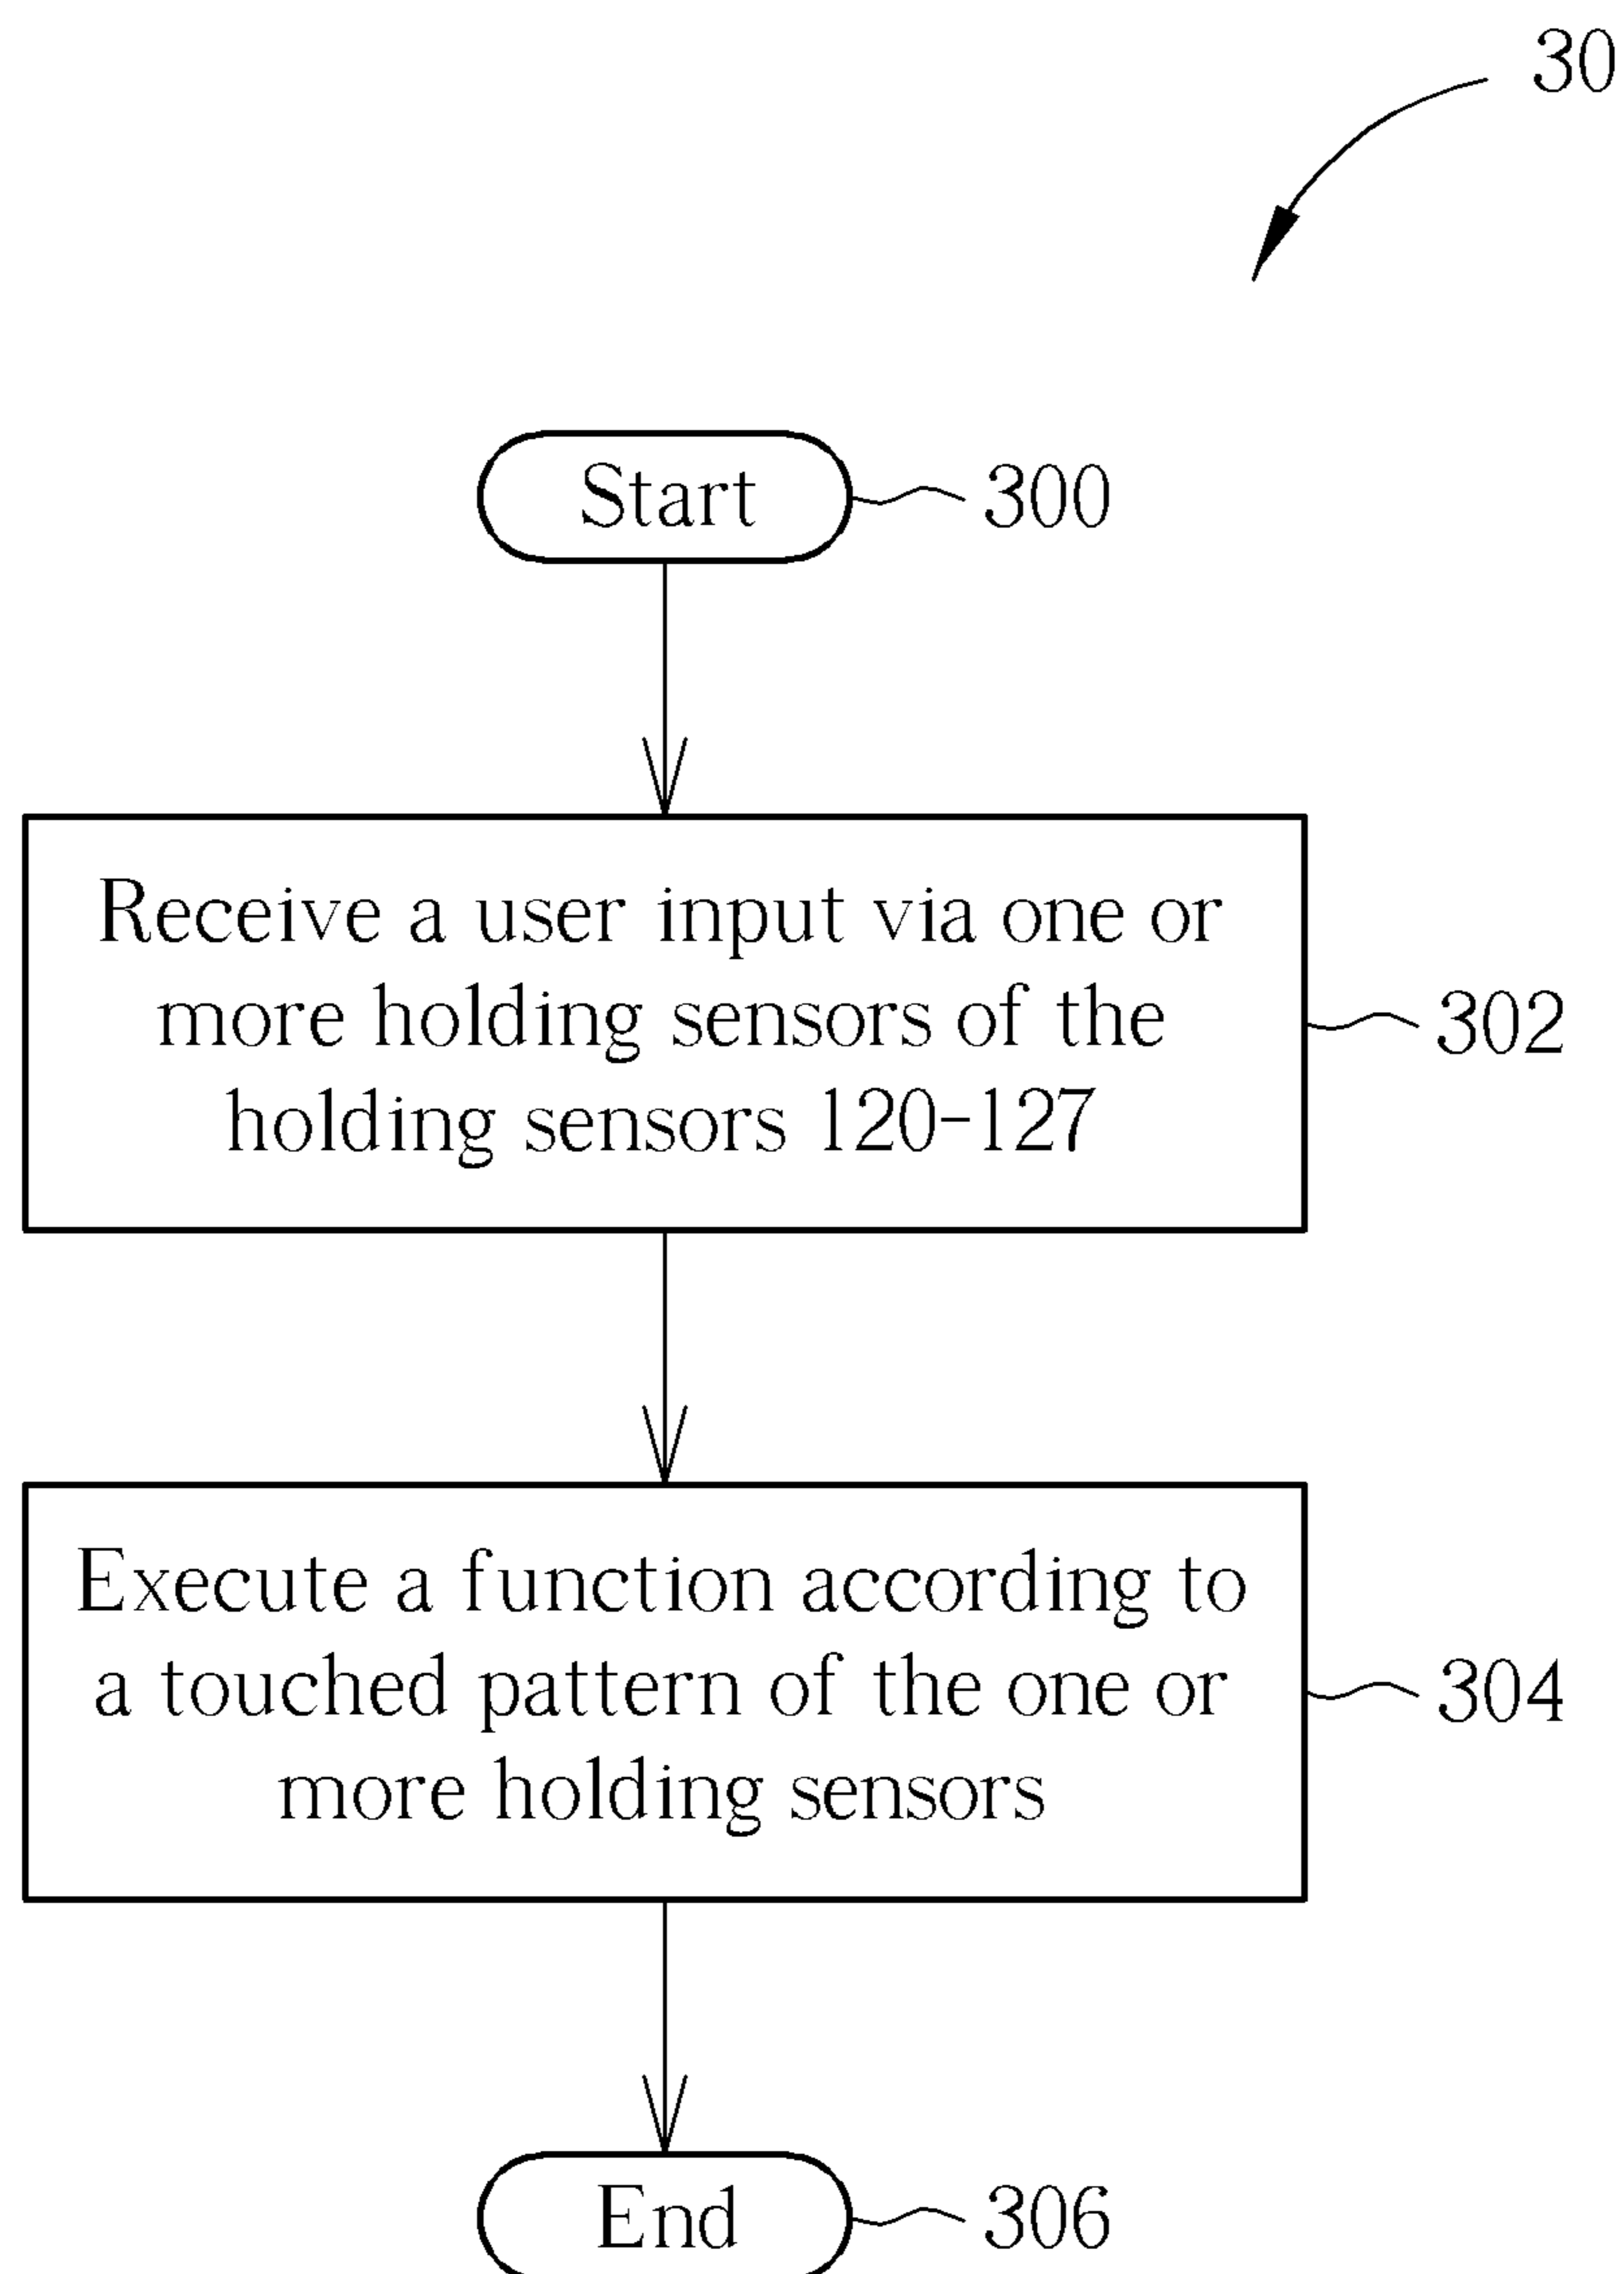 30
Start
300
Receive a user input via one or
more holding sensors of the
holding sensors 120-127
302
Execute a function according to
a touched pattern of the one or
more holding sensors
304
End
306